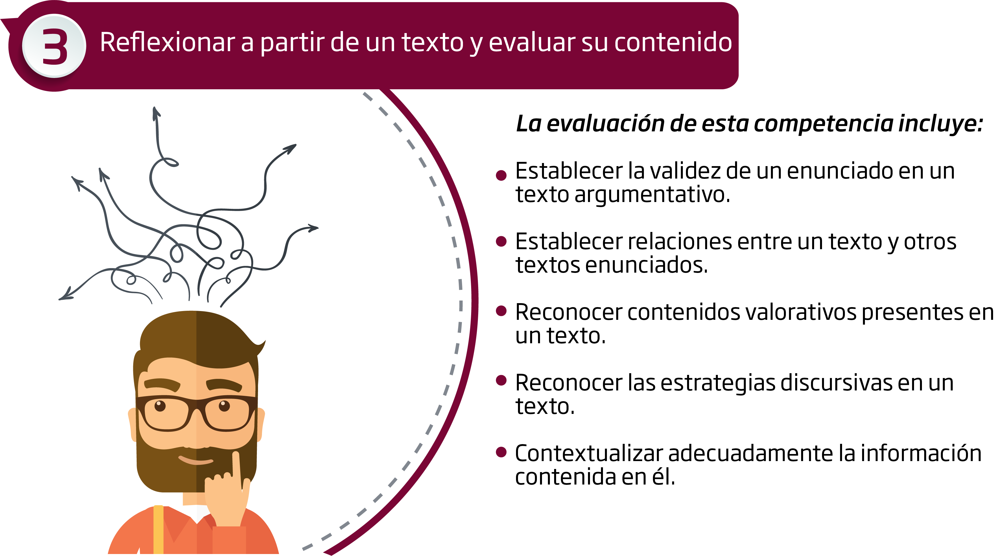 3
Reflexionar a partir de un texto y evaluar su contenido
La evaluación de esta competencia incluye:
Establecer la validez de un enunciado en un
texto argumentativo.
Establecer relaciones entre un texto y otros
textos enunciados.
Reconocer contenidos valorativos presentes en
un texto.
Reconocer las estrategias discursivas en un
texto.
Contextualizar adecuadamente la información
contenida en él.